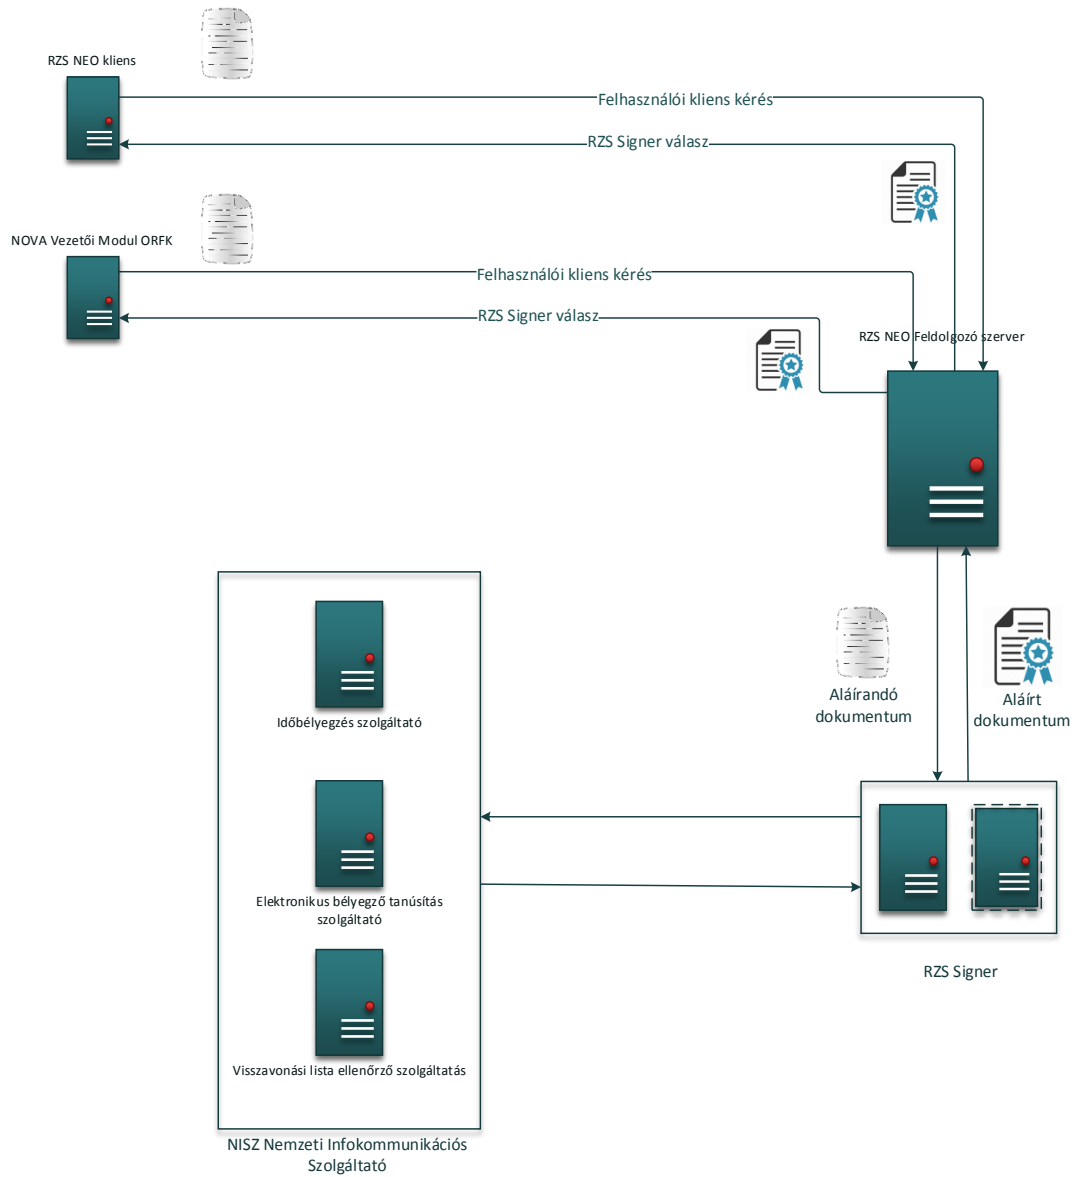 RZS NEO kliens
Felhasználói kliens kérés
RZS Signer válasz
NOVA Vezetői Modul ORFK
Felhasználói kliens kérés
RZS Signer válasz
RZS NEO Feldolgozó szerver
Aláírandó
dokumentum
Aláírt
dokumentum
Időbélyegzés szolgáltató
Elektronikus bélyegző tanúsítás
szolgáltató
RZS Signer
Visszavonási lista ellenőrző szolgáltatás
NISZ Nemzeti Infokommunikációs
Szolgáltató